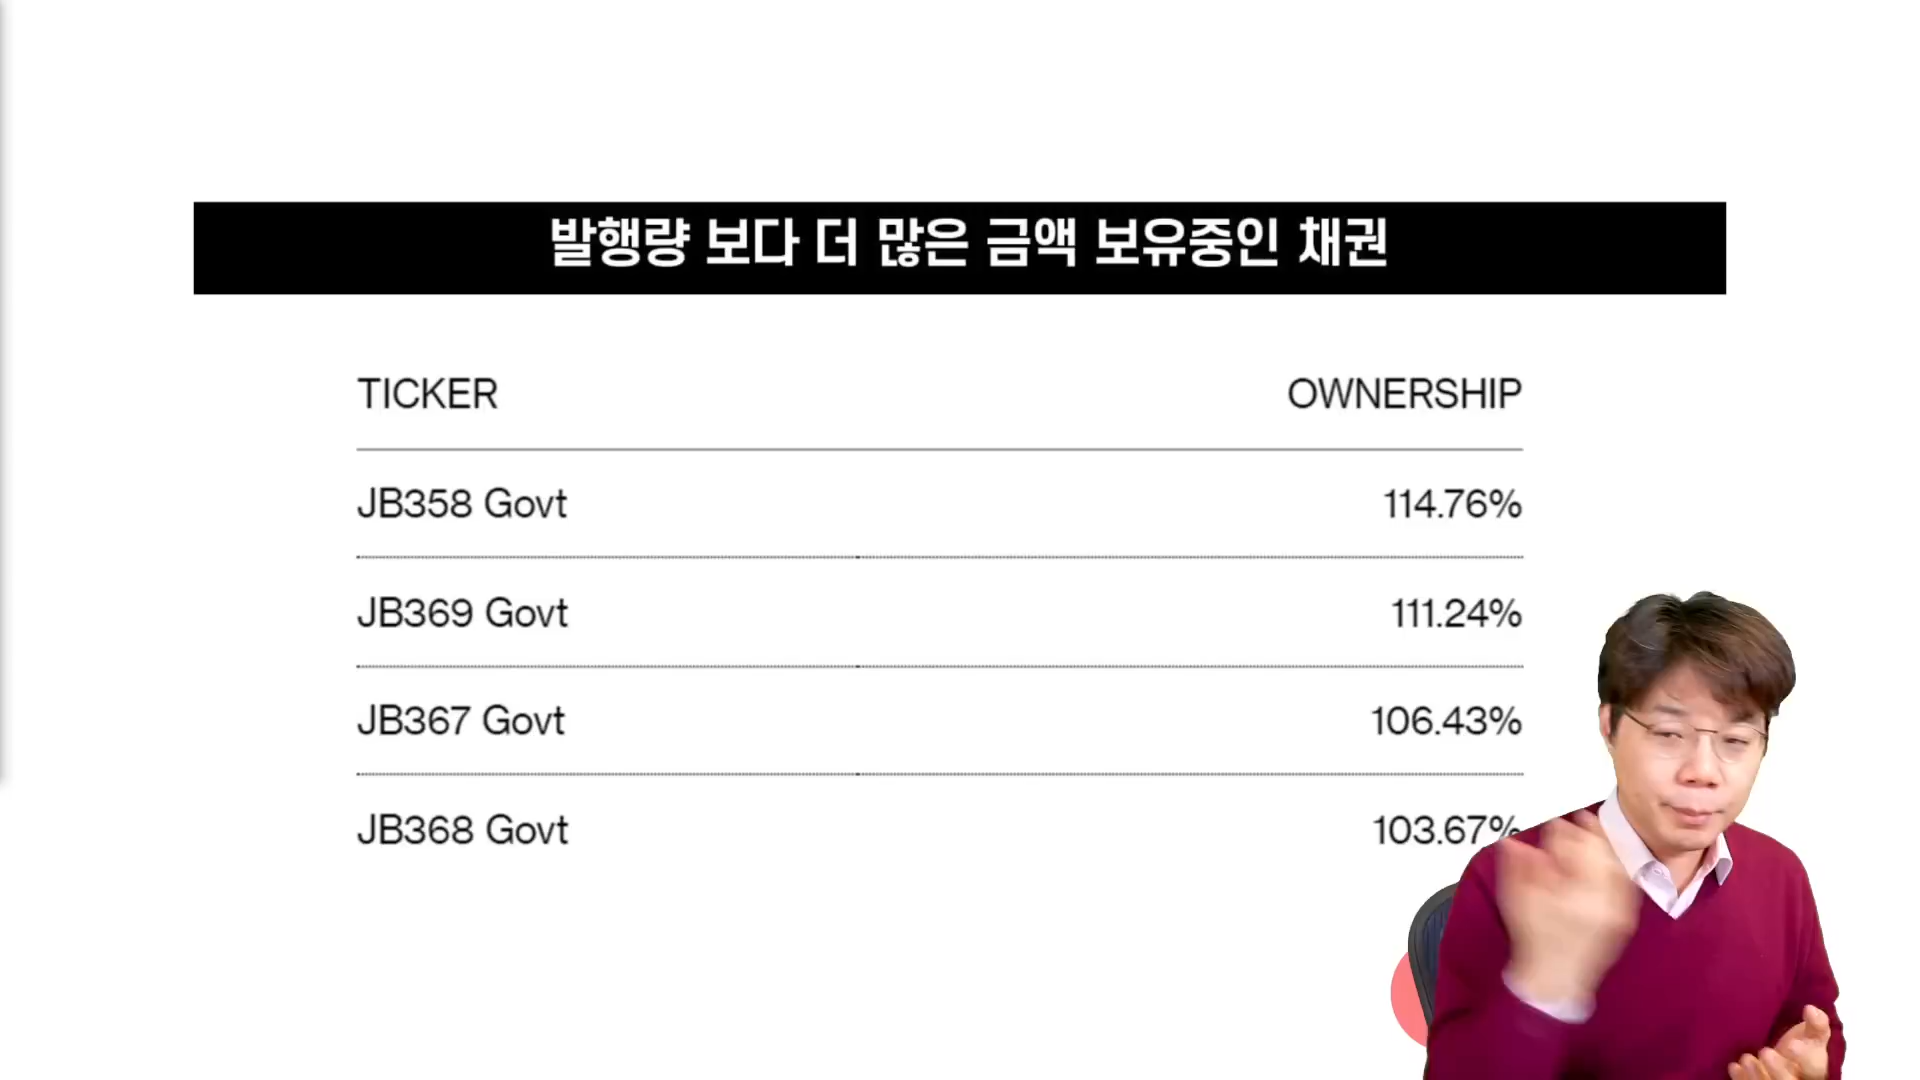 발행량 보다 더 많은 금액 보유중인 채권
TICKER OWNERSHIP
JB358 Govt 114.76%
JB369 Govt 111.24%
JB367 Govt 106.43%
JB368 Govt 103.67%